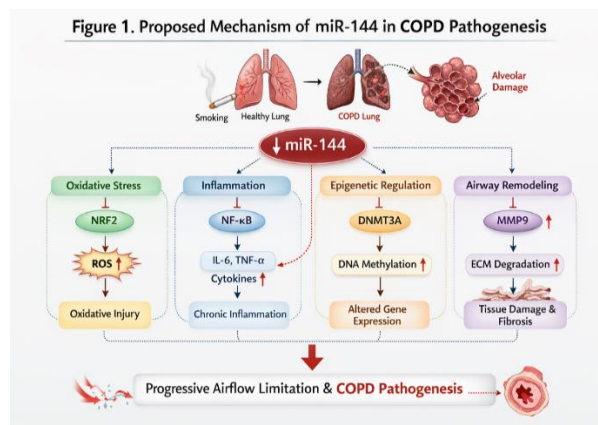 Figure 1. Proposed Mechanism of miR-144 in COPD Pathogenesis
Smoking
Healthy Lung
COPD Lung
Alveolar
Damage
↓ miR-144
Oxidative Stress
NRF2
ROS ↑
Oxidative Injury
Inflammation
NF-κB
IL-6, TNF-α
Cytokines ↑
Chronic Inflammation
Epigenetic Regulation
DNMT3A
DNA Methylation ↑
Altered Gene
Expression
Airway Remodeling
MMP9 ↑
ECM Degradation ↑
Tissue Damage &
Fibrosis
Progressive Airflow Limitation & COPD Pathogenesis